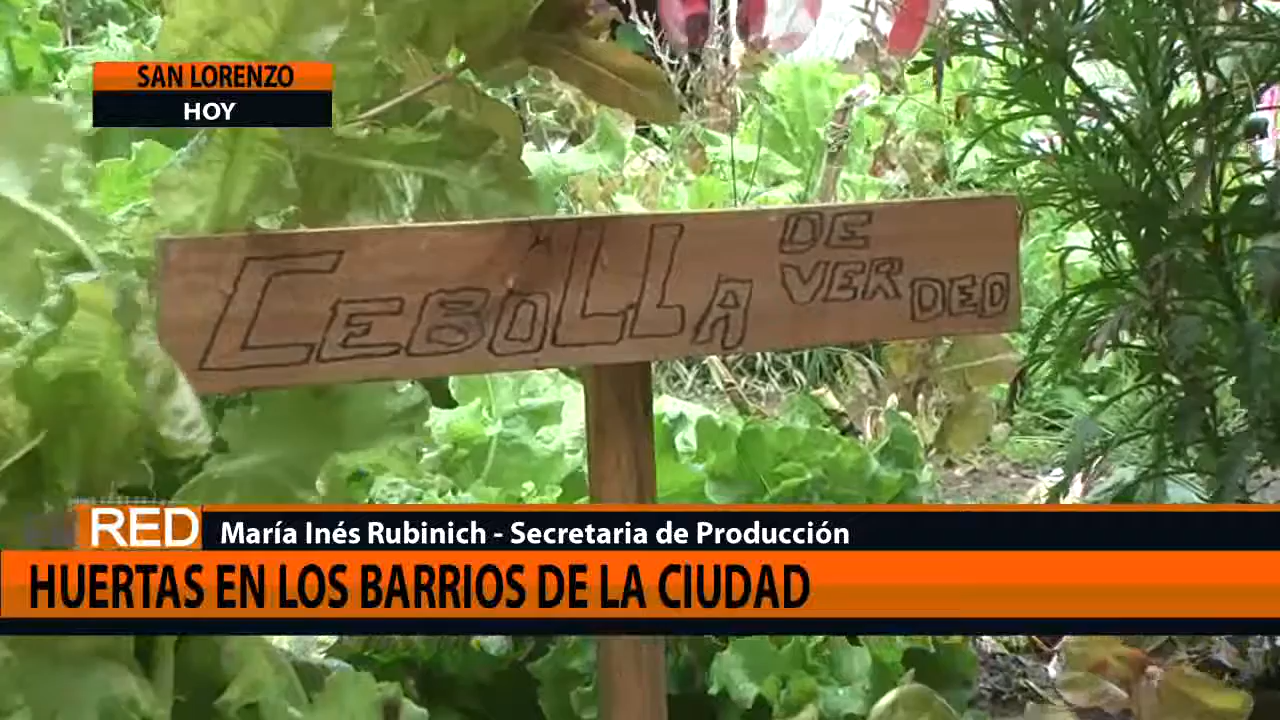 SAN LORENZO
HOY
CEBOLLA DE
VERDED
RED
María Inés Rubinich - Secretaria de Producción
HUERTAS EN LOS BARRIOS DE LA CIUDAD